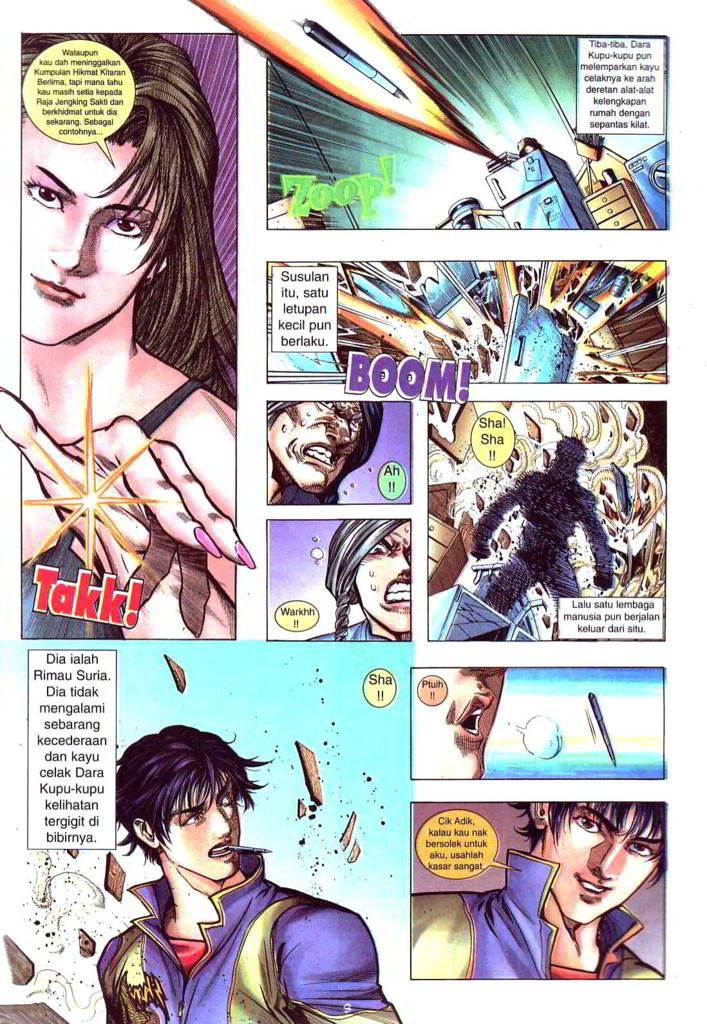 Walaupun
kau dah meninggalkan
Kumpulan Hikmat Kitaran
Berlima, tapi mana tahu
kau masih setia kepada
Raja Jengking Sakti dan
berkhidmat untuk dia
sekarang. Sebagai
contohnya...
Takk!
Tiba-tiba, Dara
Kupu-kupu pun
melemparkan kayu
celaknya ke arah
deretan alat-alat
kelengkapan
rumah dengan
sepantas kilat.
Zoop!
Susulan
itu, satu
letupan
kecil pun
berlaku.
BOOM!
Ah
!!
Warkhh
!!
Sha!
Sha
!!
Lalu satu lembaga
manusia pun berjalan
keluar dari situ.
Dia ialah
Rimau Suria.
Dia tidak
mengalami
sebarang
kecederaan
dan kayu
celak Dara
Kupu-kupu
kelihatan
tergigit di
bibirnya.
Sha
!!
Ptuih
!!
Cik Adik,
kalau kau nak
bersolek untuk
aku, usahlah
kasar sangat.
9